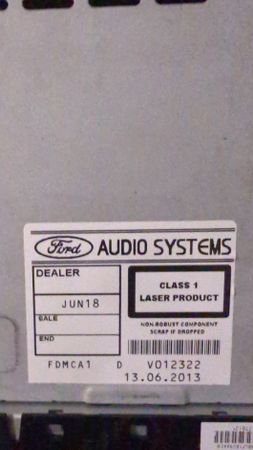 Ford AUDIO SYSTEMS
DEALER
JUN18
SALE
END
CLASS 1
LASER PRODUCT
NON ROBUST COMPONENT
SCRAP IF DROPPED
FDMCA1 D V012322
13.06.2013